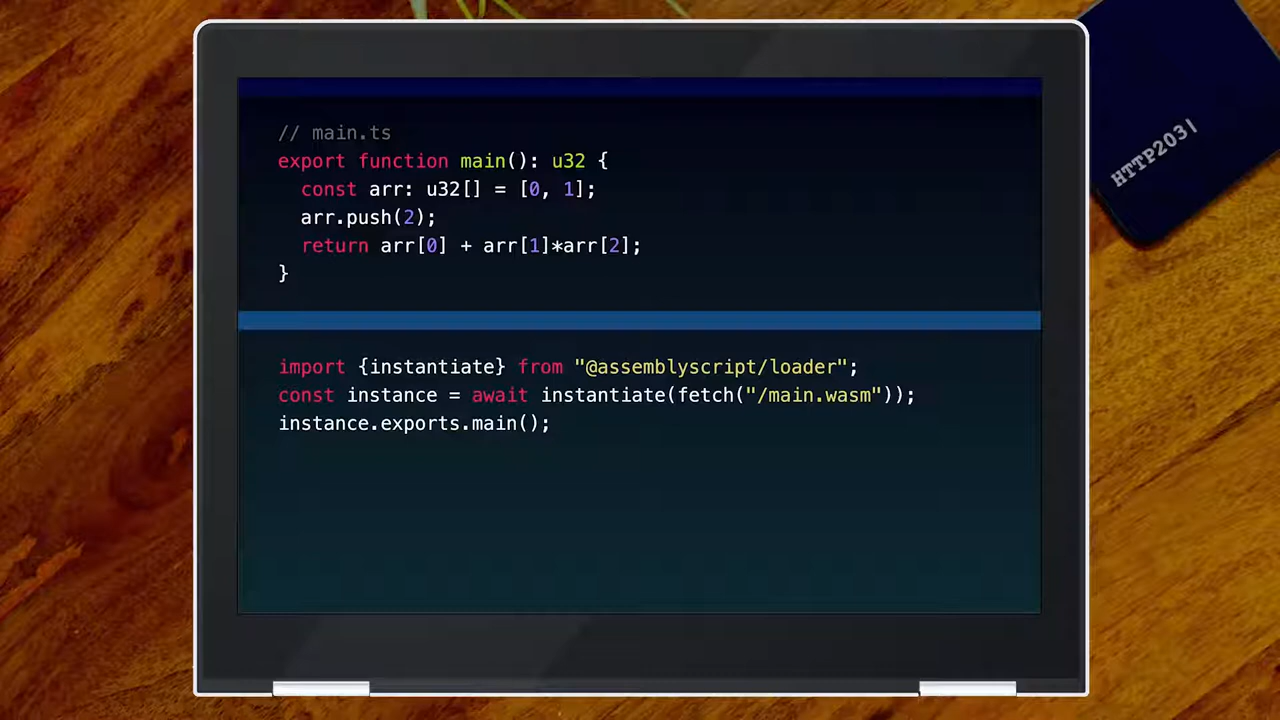 // main.ts
export function main(): u32 {
  const arr: u32[] = [0, 1];
  arr.push(2);
  return arr[0] + arr[1]*arr[2];
}
import {instantiate} from "@assemblyscript/loader";
const instance = await instantiate(fetch("/main.wasm"));
instance.exports.main();
HTTP203|